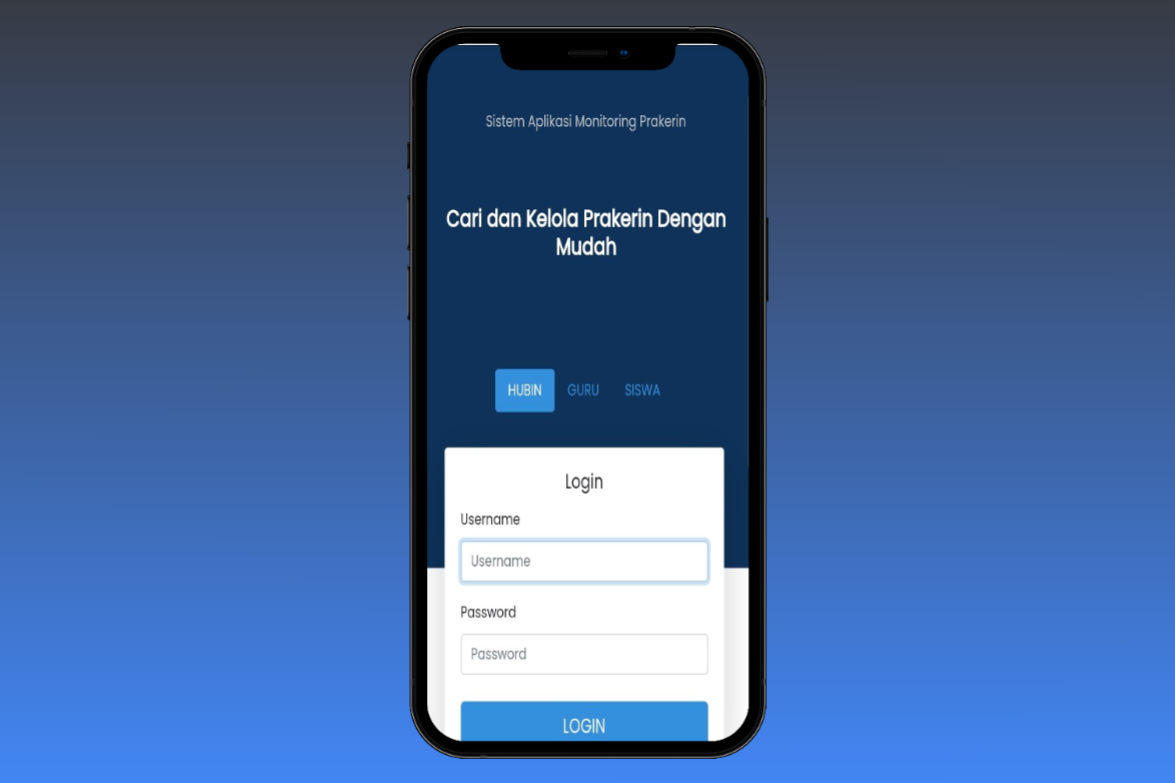 Sistem Aplikasi Monitoring Prakerin
Cari dan Kelola Prakerin Dengan
Mudah
HUBIN GURU SISWA
Login
Username
Username
Password
Password
LOGIN